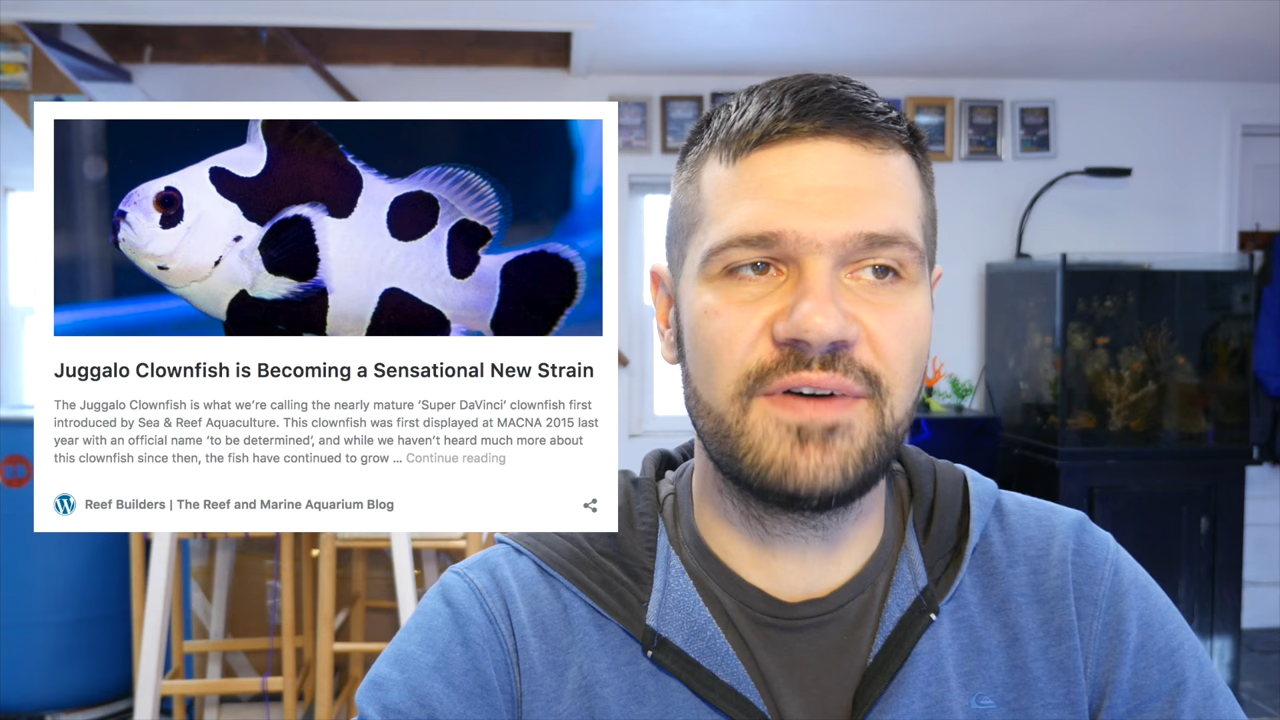 Juggalo Clownfish is Becoming a Sensational New Strain
The Juggalo Clownfish is what we're calling the nearly mature 'Super DaVinci' clownfish first
introduced by Sea & Reef Aquaculture. This clownfish was first displayed at MACNA 2015 last
year with an official name 'to be determined', and while we haven't heard much more about
this clownfish since then, the fish have continued to grow ... Continue reading
Reef Builders | The Reef and Marine Aquarium Blog